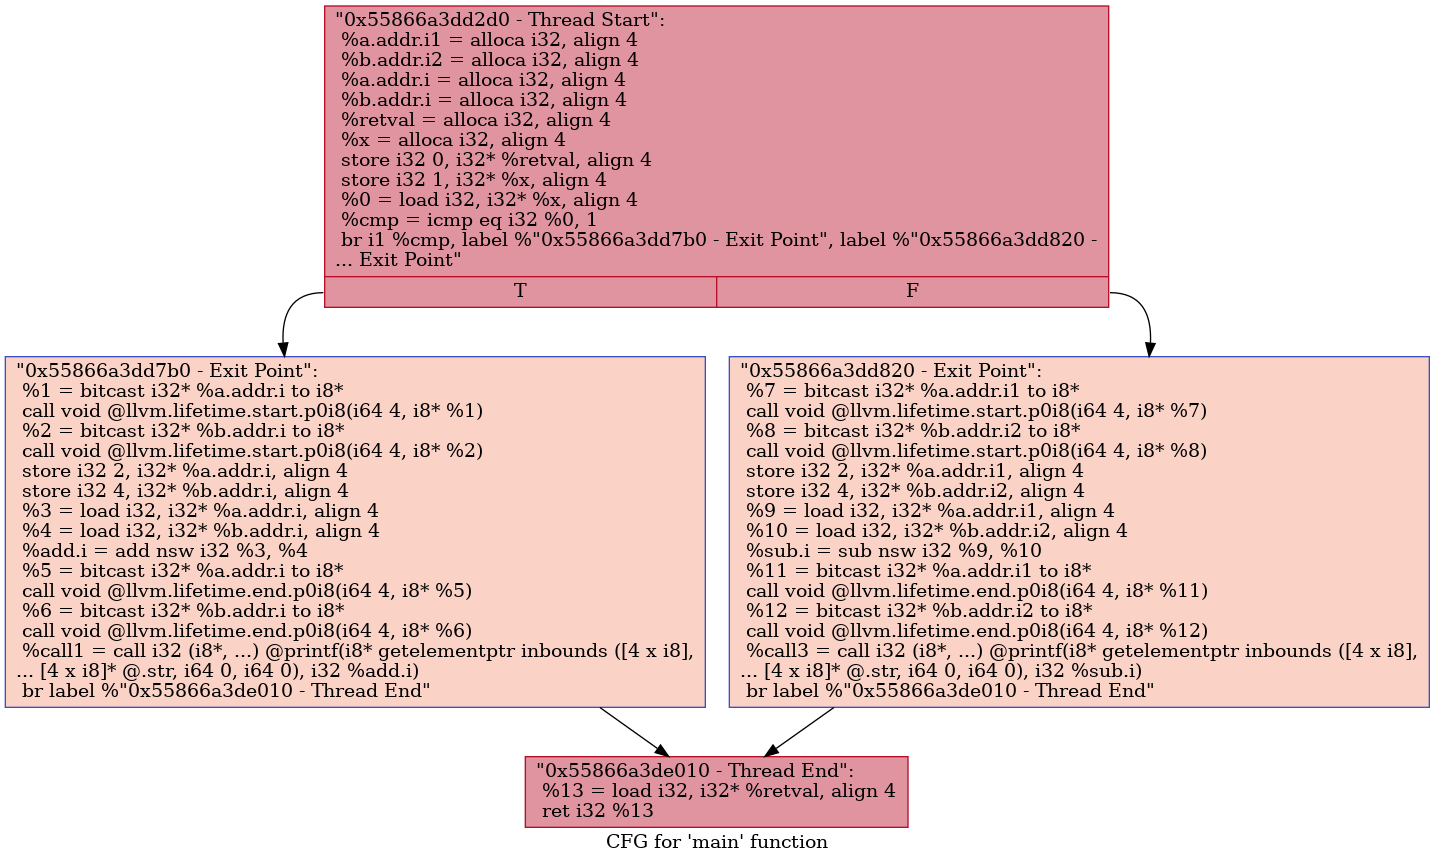 "0x55866a3dd2d0 - Thread Start":
%a.addr.i1 = alloca i32, align 4
%b.addr.i2 = alloca i32, align 4
%a.addr.i = alloca i32, align 4
%b.addr.i = alloca i32, align 4
%retval = alloca i32, align 4
%x = alloca i32, align 4
store i32 0, i32* %retval, align 4
store i32 1, i32* %x, align 4
%0 = load i32, i32* %x, align 4
%cmp = icmp eq i32 %0, 1
br i1 %cmp, label %"0x55866a3dd7b0 - Exit Point", label %"0x55866a3dd820 -
... Exit Point"
T
F
"0x55866a3dd7b0 - Exit Point":
%1 = bitcast i32* %a.addr.i to i8*
call void @llvm.lifetime.start.p0i8(i64 4, i8* %1)
%2 = bitcast i32* %b.addr.i to i8*
call void @llvm.lifetime.start.p0i8(i64 4, i8* %2)
store i32 2, i32* %a.addr.i, align 4
store i32 4, i32* %b.addr.i, align 4
%3 = load i32, i32* %a.addr.i, align 4
%4 = load i32, i32* %b.addr.i, align 4
%add.i = add nsw i32 %3, %4
%5 = bitcast i32* %a.addr.i to i8*
call void @llvm.lifetime.end.p0i8(i64 4, i8* %5)
%6 = bitcast i32* %b.addr.i to i8*
call void @llvm.lifetime.end.p0i8(i64 4, i8* %6)
%call1 = call i32 (i8*, ...) @printf(i8* getelementptr inbounds ([4 x i8],
... [4 x i8]* @.str, i64 0, i64 0), i32 %add.i)
br label %"0x55866a3de010 - Thread End"
"0x55866a3dd820 - Exit Point":
%7 = bitcast i32* %a.addr.i1 to i8*
call void @llvm.lifetime.start.p0i8(i64 4, i8* %7)
%8 = bitcast i32* %b.addr.i2 to i8*
call void @llvm.lifetime.start.p0i8(i64 4, i8* %8)
store i32 2, i32* %a.addr.i1, align 4
store i32 4, i32* %b.addr.i2, align 4
%9 = load i32, i32* %a.addr.i1, align 4
%10 = load i32, i32* %b.addr.i2, align 4
%sub.i = sub nsw i32 %9, %10
%11 = bitcast i32* %a.addr.i1 to i8*
call void @llvm.lifetime.end.p0i8(i64 4, i8* %11)
%12 = bitcast i32* %b.addr.i2 to i8*
call void @llvm.lifetime.end.p0i8(i64 4, i8* %12)
%call3 = call i32 (i8*, ...) @printf(i8* getelementptr inbounds ([4 x i8],
... [4 x i8]* @.str, i64 0, i64 0), i32 %sub.i)
br label %"0x55866a3de010 - Thread End"
"0x55866a3de010 - Thread End":
%13 = load i32, i32* %retval, align 4
ret i32 %13
CFG for 'main' function